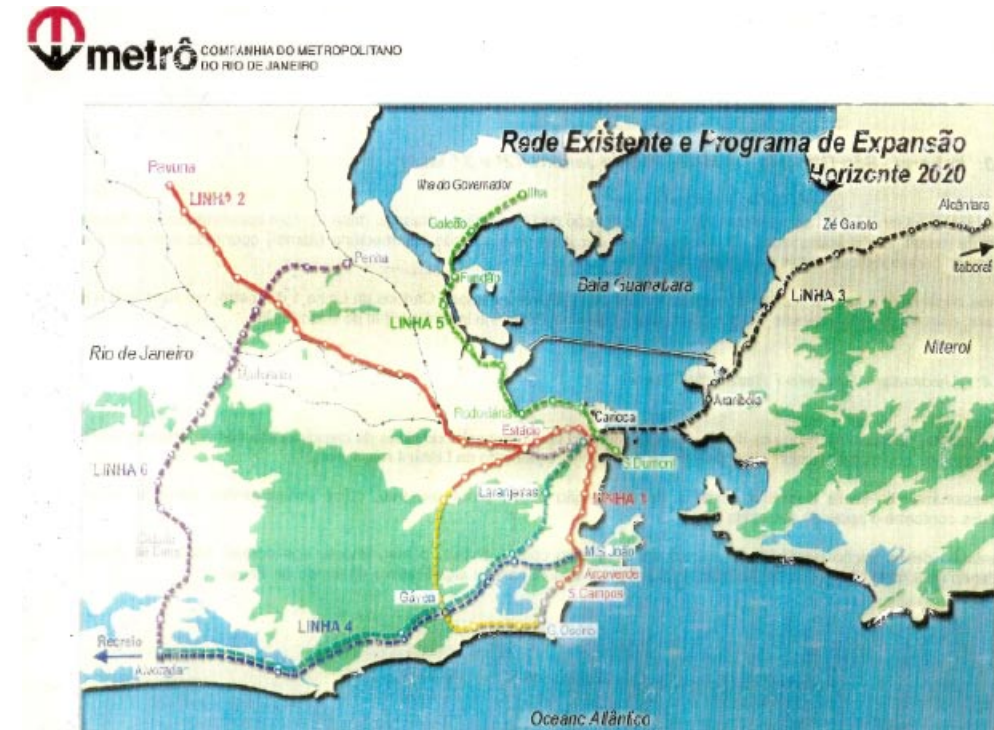 metrô
COMPANHIA DO METROPOLITANO
DO RIO DE JANEIRO
Rede Existente e Programa de Expansão
Horizonte 2020
Pavuna
LINHA 2
Ilha do Governador
Ilha
Galeão
Fundão
Penha
Baía Guanabara
Alcântara
Zé Garoto
Itaboraí
LINHA 3
LINHA 5
Rio de Janeiro
Niterói
Araribóia
Rodoviária
Carioca
Estácio
S.Dumont
LINHA 6
Laranjeiras
LINHA 1
M.S.João
Arcoverde
S.Campos
Gávea
G.Osório
LINHA 4
Recreio
Alvorada
Oceano Atlântico